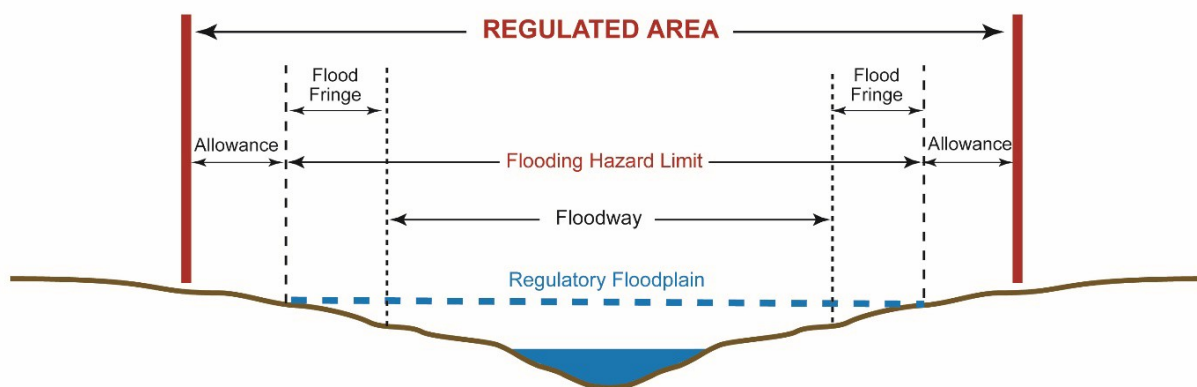 REGULATED AREA
Flood
Fringe
Flood
Fringe
Allowance
Flooding Hazard Limit
Allowance
Floodway
Regulatory Floodplain